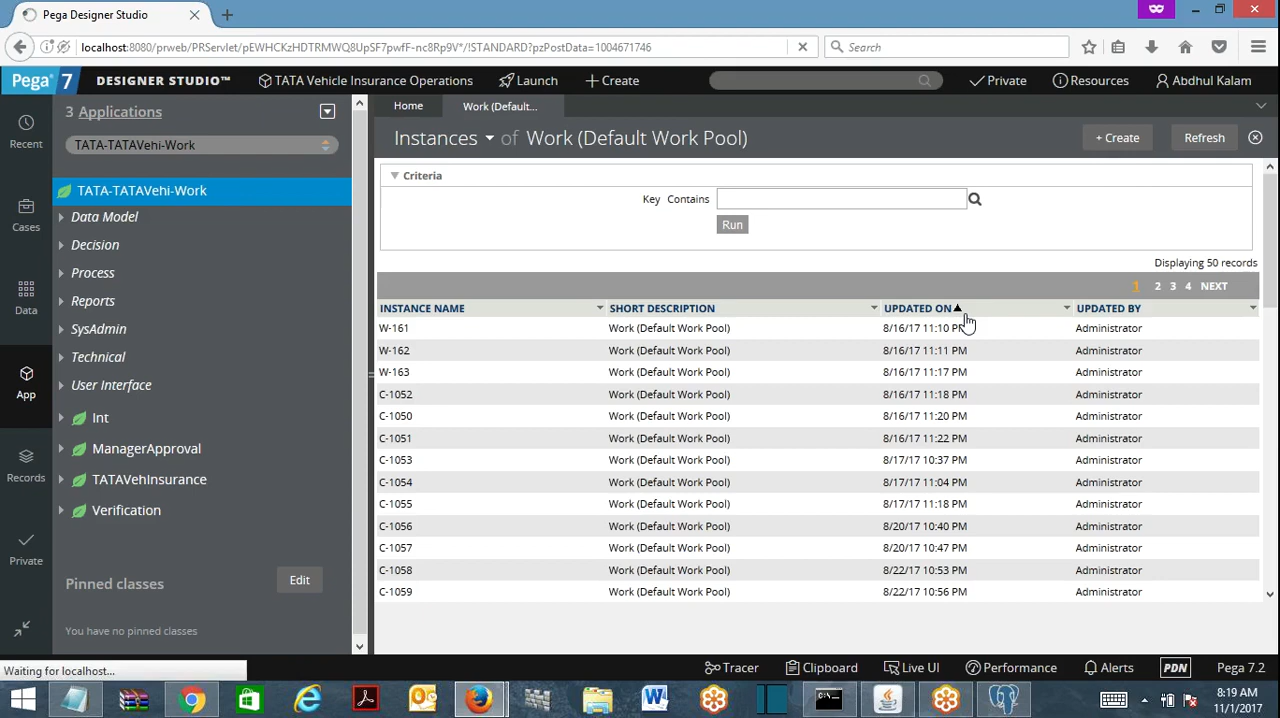 Pega Designer Studio
localhost:8080/prweb/PRServlet/pEWHCKzHDTRMWQ8UpSF7pwfF-nc8Rp9V*/!STANDARD?pzPostData=1004671746
Search
Pega 7 DESIGNER STUDIO™ TATA Vehicle Insurance Operations Launch Create Private Resources Abdhul Kalam
3 Applications
Home
Work (Default...
TATA-TATAVehi-Work
Recent
Cases
Data
App
Records
Private
TATA-TATAVehi-Work
Data Model
Decision
Process
Reports
SysAdmin
Technical
User Interface
Int
ManagerApproval
TATAVehInsurance
Verification
Pinned classes
Edit
You have no pinned classes
Instances of Work (Default Work Pool)
+ Create
Refresh
Criteria
Key Contains
Run
Displaying 50 records
1 2 3 4 NEXT
INSTANCE NAME SHORT DESCRIPTION UPDATED ON UPDATED BY
W-161 Work (Default Work Pool) 8/16/17 11:10 PM Administrator
W-162 Work (Default Work Pool) 8/16/17 11:11 PM Administrator
W-163 Work (Default Work Pool) 8/16/17 11:17 PM Administrator
C-1052 Work (Default Work Pool) 8/16/17 11:18 PM Administrator
C-1050 Work (Default Work Pool) 8/16/17 11:20 PM Administrator
C-1051 Work (Default Work Pool) 8/16/17 11:22 PM Administrator
C-1053 Work (Default Work Pool) 8/17/17 10:37 PM Administrator
C-1054 Work (Default Work Pool) 8/17/17 11:04 PM Administrator
C-1055 Work (Default Work Pool) 8/17/17 11:18 PM Administrator
C-1056 Work (Default Work Pool) 8/20/17 10:40 PM Administrator
C-1057 Work (Default Work Pool) 8/20/17 10:47 PM Administrator
C-1058 Work (Default Work Pool) 8/22/17 10:53 PM Administrator
C-1059 Work (Default Work Pool) 8/22/17 10:56 PM Administrator
Waiting for localhost...
Tracer Clipboard Live UI Performance Alerts PDN Pega 7.2
8:19 AM
11/1/2017